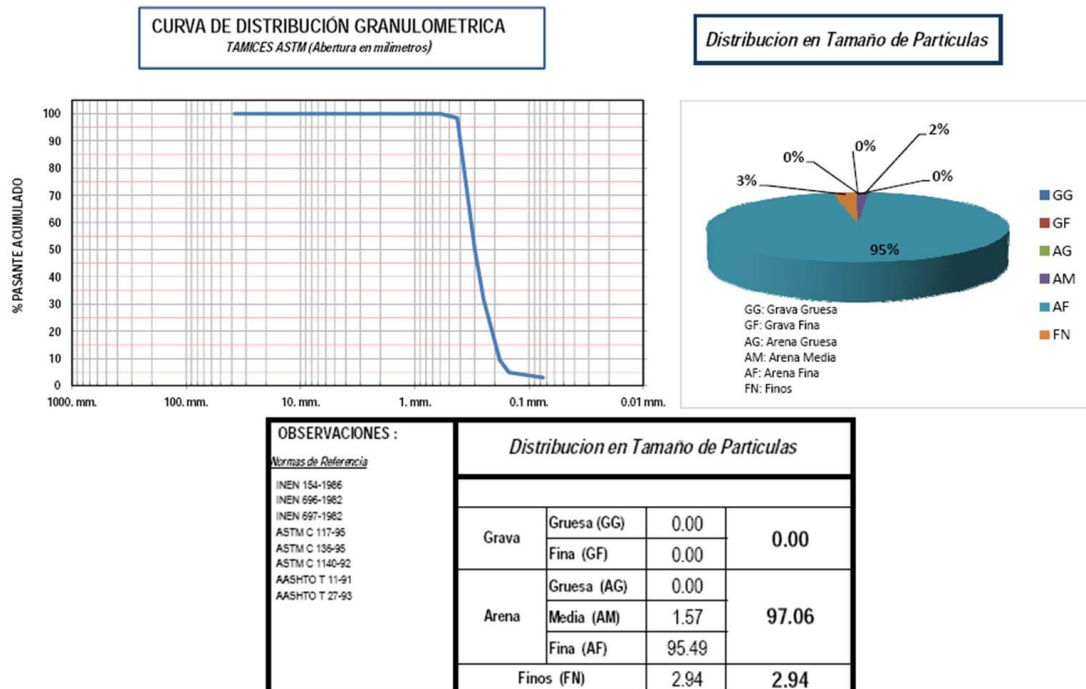 CURVA DE DISTRIBUCIÓN GRANULOMETRICA
TAMICES ASTM (Abertura en milimetros)
Distribucion en Tamaño de Particulas
% PASANTE ACUMULADO
100
90
80
70
60
50
40
30
20
10
0
1000. mm.
100. mm.
10. mm.
1. mm.
0.1 mm.
0.01 mm.
3%
0%
0%
2%
0%
95%
GG
GF
AG
AM
AF
FN
GG: Grava Gruesa
GF: Grava Fina
AG: Arena Gruesa
AM: Arena Media
AF: Arena Fina
FN: Finos
OBSERVACIONES :
Normas de Referencia
INEN 154-1986
INEN 696-1982
INEN 697-1982
ASTM C 117-95
ASTM C 136-95
ASTM C 1140-92
AASHTO T 11-91
AASHTO T 27-93
Distribucion en Tamaño de Particulas
Grava
Gruesa (GG) 0.00
0.00
Fina (GF) 0.00
Arena
Gruesa (AG) 0.00
Media (AM) 1.57
97.06
Fina (AF) 95.49
Finos (FN) 2.94 2.94